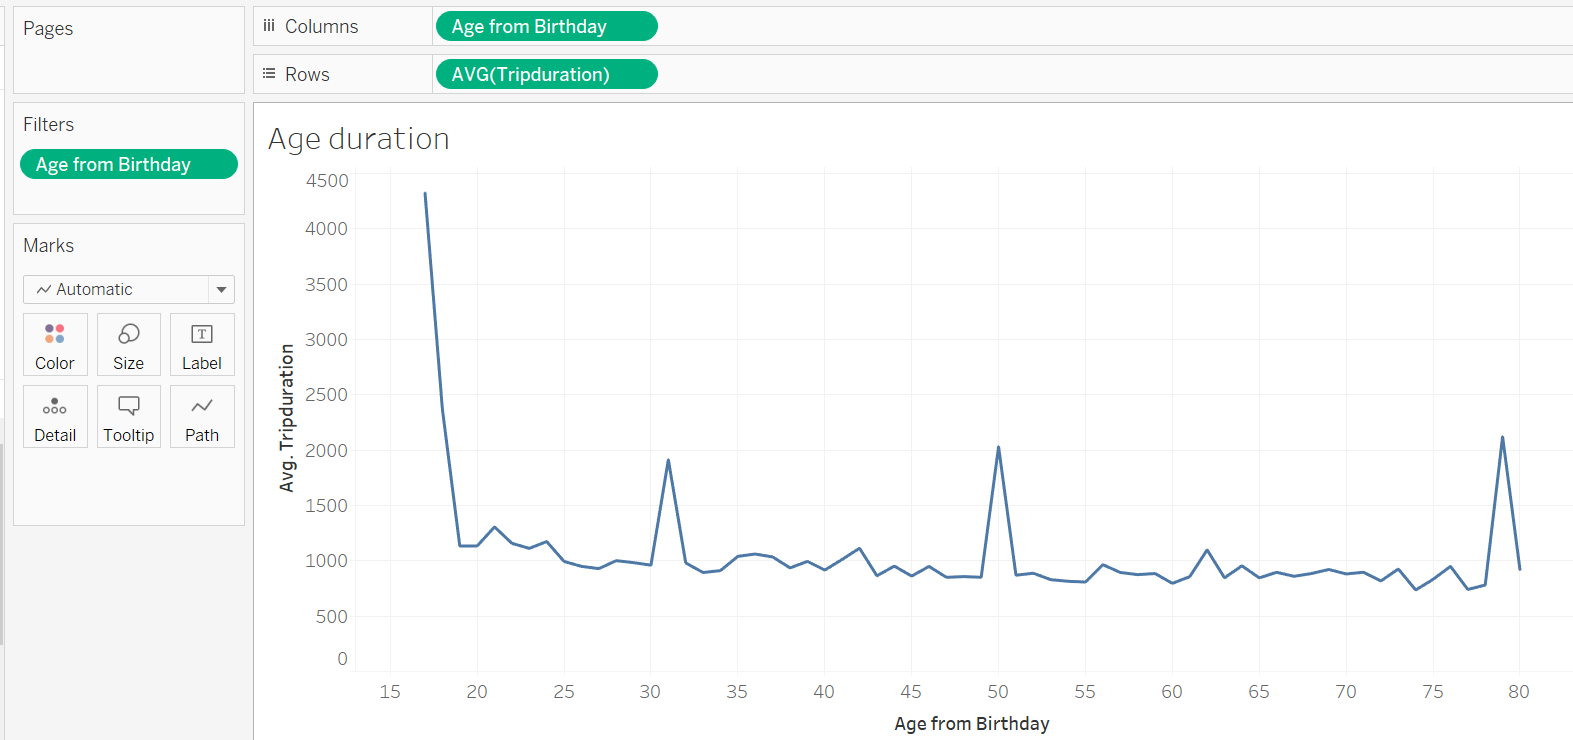 Pages
Filters
Age from Birthday
Marks
Automatic
Color
Size
T
Label
Detail
Tooltip
Path
Columns
Age from Birthday
Rows
AVG(Tripduration)
Age duration
Avg. Tripduration
4500
4000
3500
3000
2500
2000
1500
1000
500
0
15 20 25 30 35 40 45 50 55 60 65 70 75 80
Age from Birthday